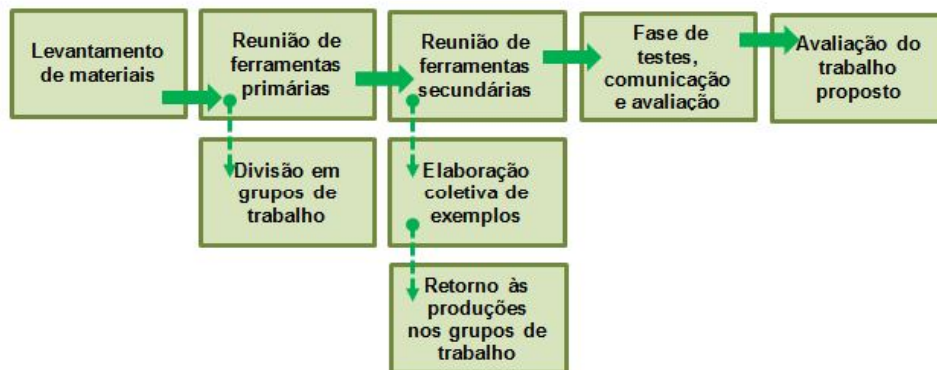 Levantamento
de materiais
Reunião de
ferramentas
primárias
Reunião de
ferramentas
secundárias
Fase de
testes,
comunicação
e avaliação
Avaliação do
trabalho
proposto
Divisão em
grupos de
trabalho
Elaboração
coletiva de
exemplos
Retorno às
produções
nos grupos de
trabalho